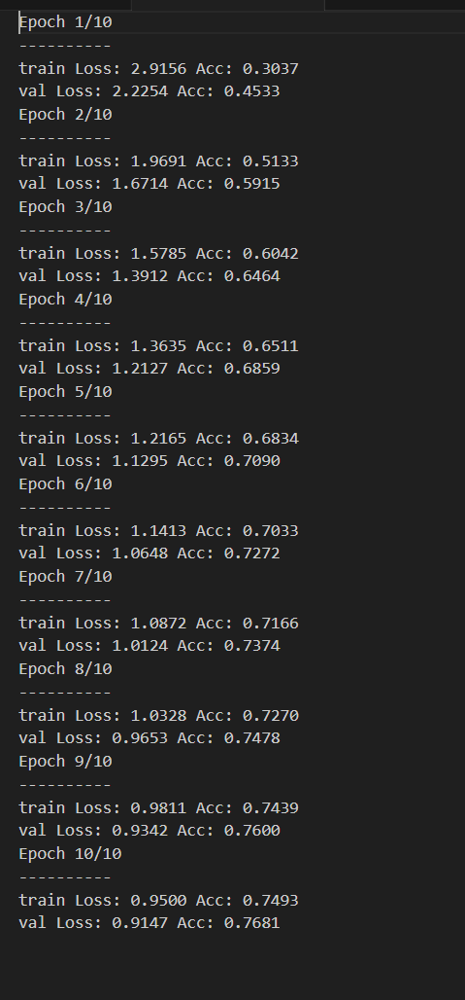 Epoch 1/10
----------
train Loss: 2.9156 Acc: 0.3037
val Loss: 2.2254 Acc: 0.4533
Epoch 2/10
----------
train Loss: 1.9691 Acc: 0.5133
val Loss: 1.6714 Acc: 0.5915
Epoch 3/10
----------
train Loss: 1.5785 Acc: 0.6042
val Loss: 1.3912 Acc: 0.6464
Epoch 4/10
----------
train Loss: 1.3635 Acc: 0.6511
val Loss: 1.2127 Acc: 0.6859
Epoch 5/10
----------
train Loss: 1.2165 Acc: 0.6834
val Loss: 1.1295 Acc: 0.7090
Epoch 6/10
----------
train Loss: 1.1413 Acc: 0.7033
val Loss: 1.0648 Acc: 0.7272
Epoch 7/10
----------
train Loss: 1.0872 Acc: 0.7166
val Loss: 1.0124 Acc: 0.7374
Epoch 8/10
----------
train Loss: 1.0328 Acc: 0.7270
val Loss: 0.9653 Acc: 0.7478
Epoch 9/10
----------
train Loss: 0.9811 Acc: 0.7439
val Loss: 0.9342 Acc: 0.7600
Epoch 10/10
----------
train Loss: 0.9500 Acc: 0.7493
val Loss: 0.9147 Acc: 0.7681